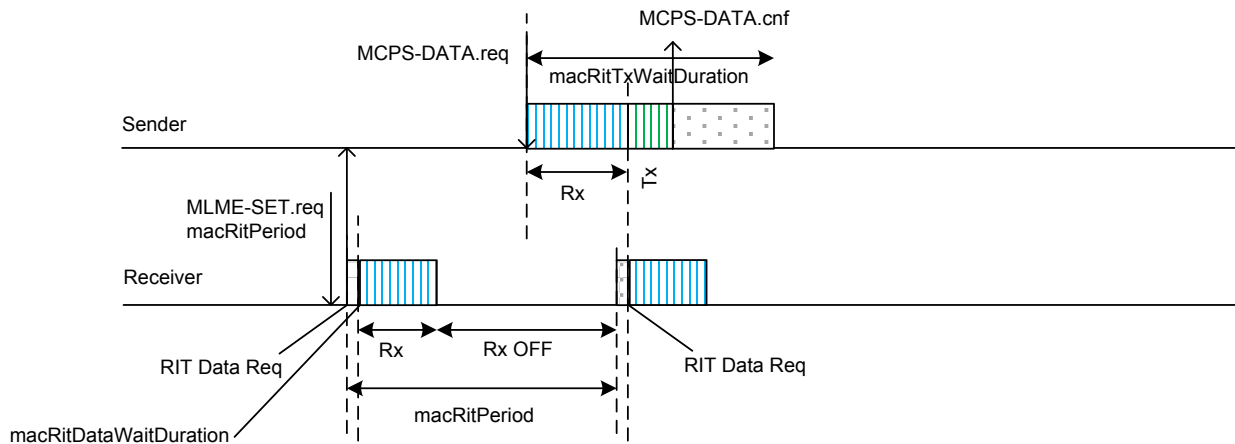 MCPS-DATA.cnf
MCPS-DATA.req
macRitTxWaitDuration
Sender
Rx
Tx
MLME-SET.req
macRitPeriod
Receiver
Rx
Rx OFF
RIT Data Req
RIT Data Req
macRitPeriod
macRitDataWaitDuration